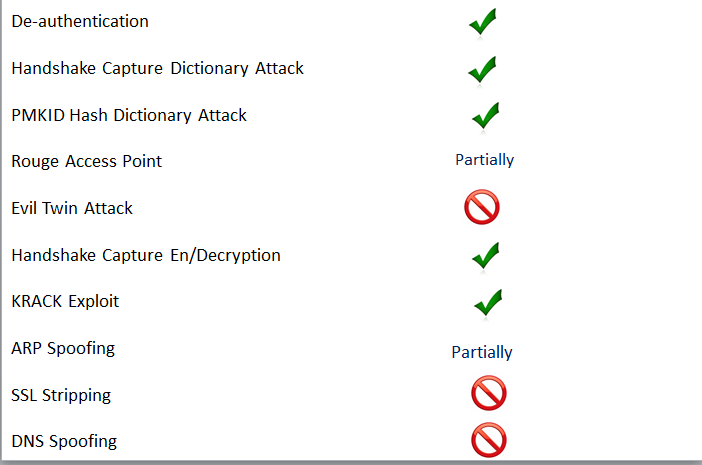 De-authentication
Handshake Capture Dictionary Attack
PMKID Hash Dictionary Attack
Rouge Access Point Partially
Evil Twin Attack
Handshake Capture En/Decryption
KRACK Exploit
ARP Spoofing Partially
SSL Stripping
DNS Spoofing